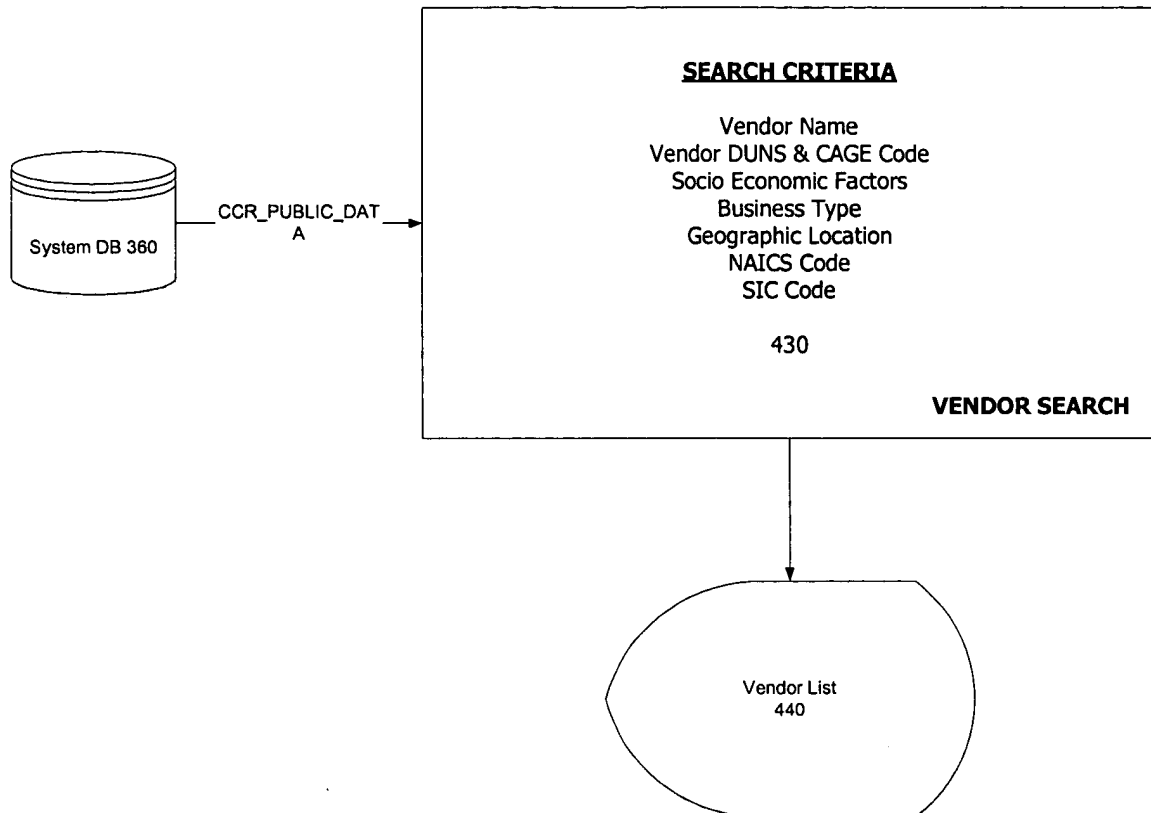 SEARCH CRITERIA
Vendor Name
Vendor DUNS & CAGE Code
Socio Economic Factors
Business Type
Geographic Location
NAICS Code
SIC Code
430
VENDOR SEARCH
System DB 360
CCR_PUBLIC_DAT
A
Vendor List
440